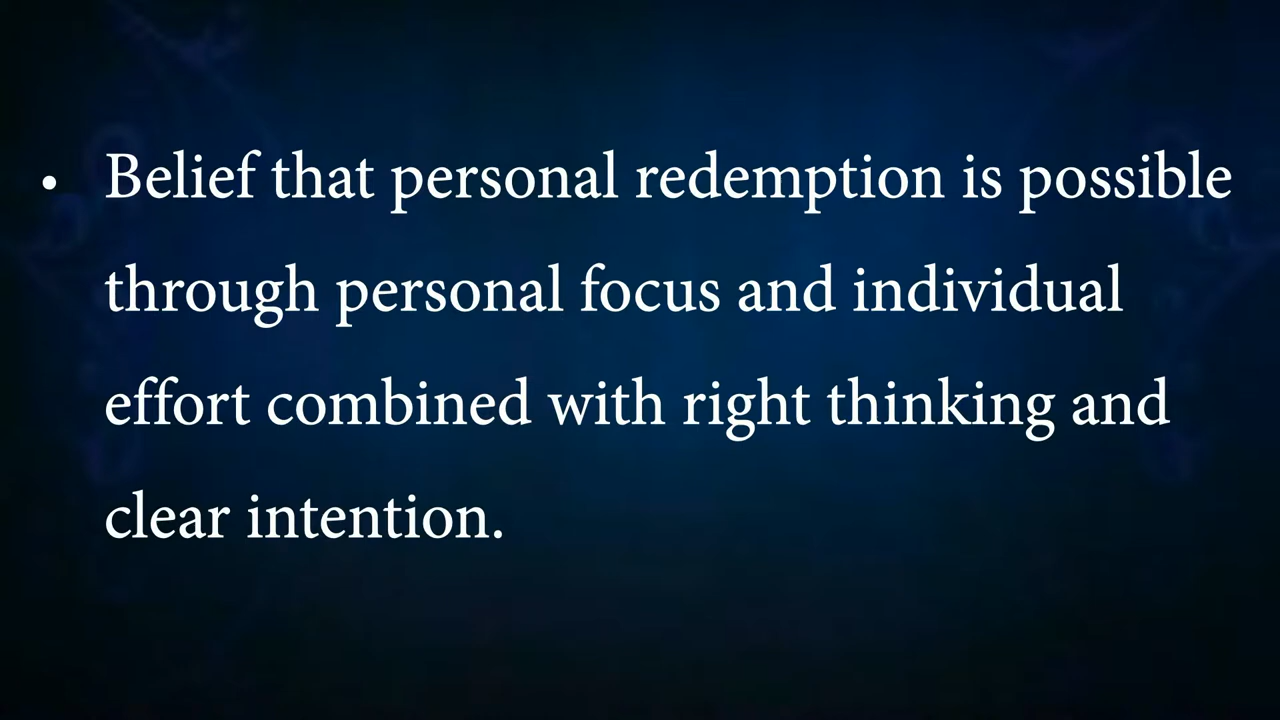 • Belief that personal redemption is possible
through personal focus and individual
effort combined with right thinking and
clear intention.